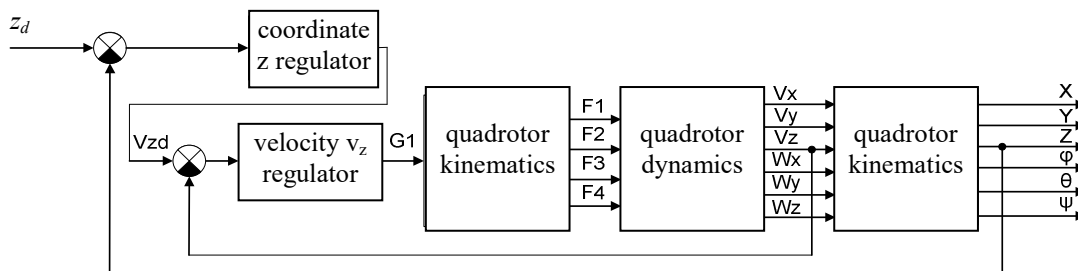 z_d
coordinate
z regulator
Vzd
velocity v_z
regulator
G1
quadrotor
kinematics
F1
F2
F3
F4
quadrotor
dynamics
Vx
Vy
Vz
Wx
Wy
Wz
quadrotor
kinematics
X
Y
Z
φ
θ
ψ